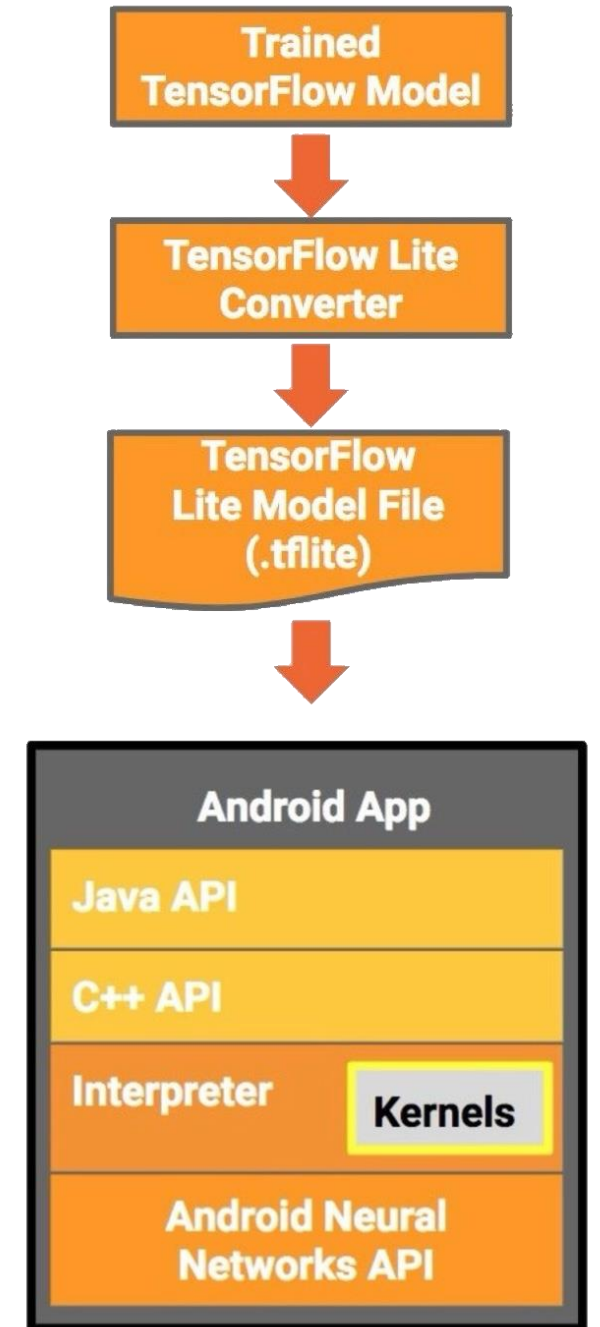 Trained
TensorFlow Model
TensorFlow Lite
Converter
TensorFlow
Lite Model File
(.tflite)
Android App
Java API
C++ API
Interpreter
Kernels
Android Neural
Networks API